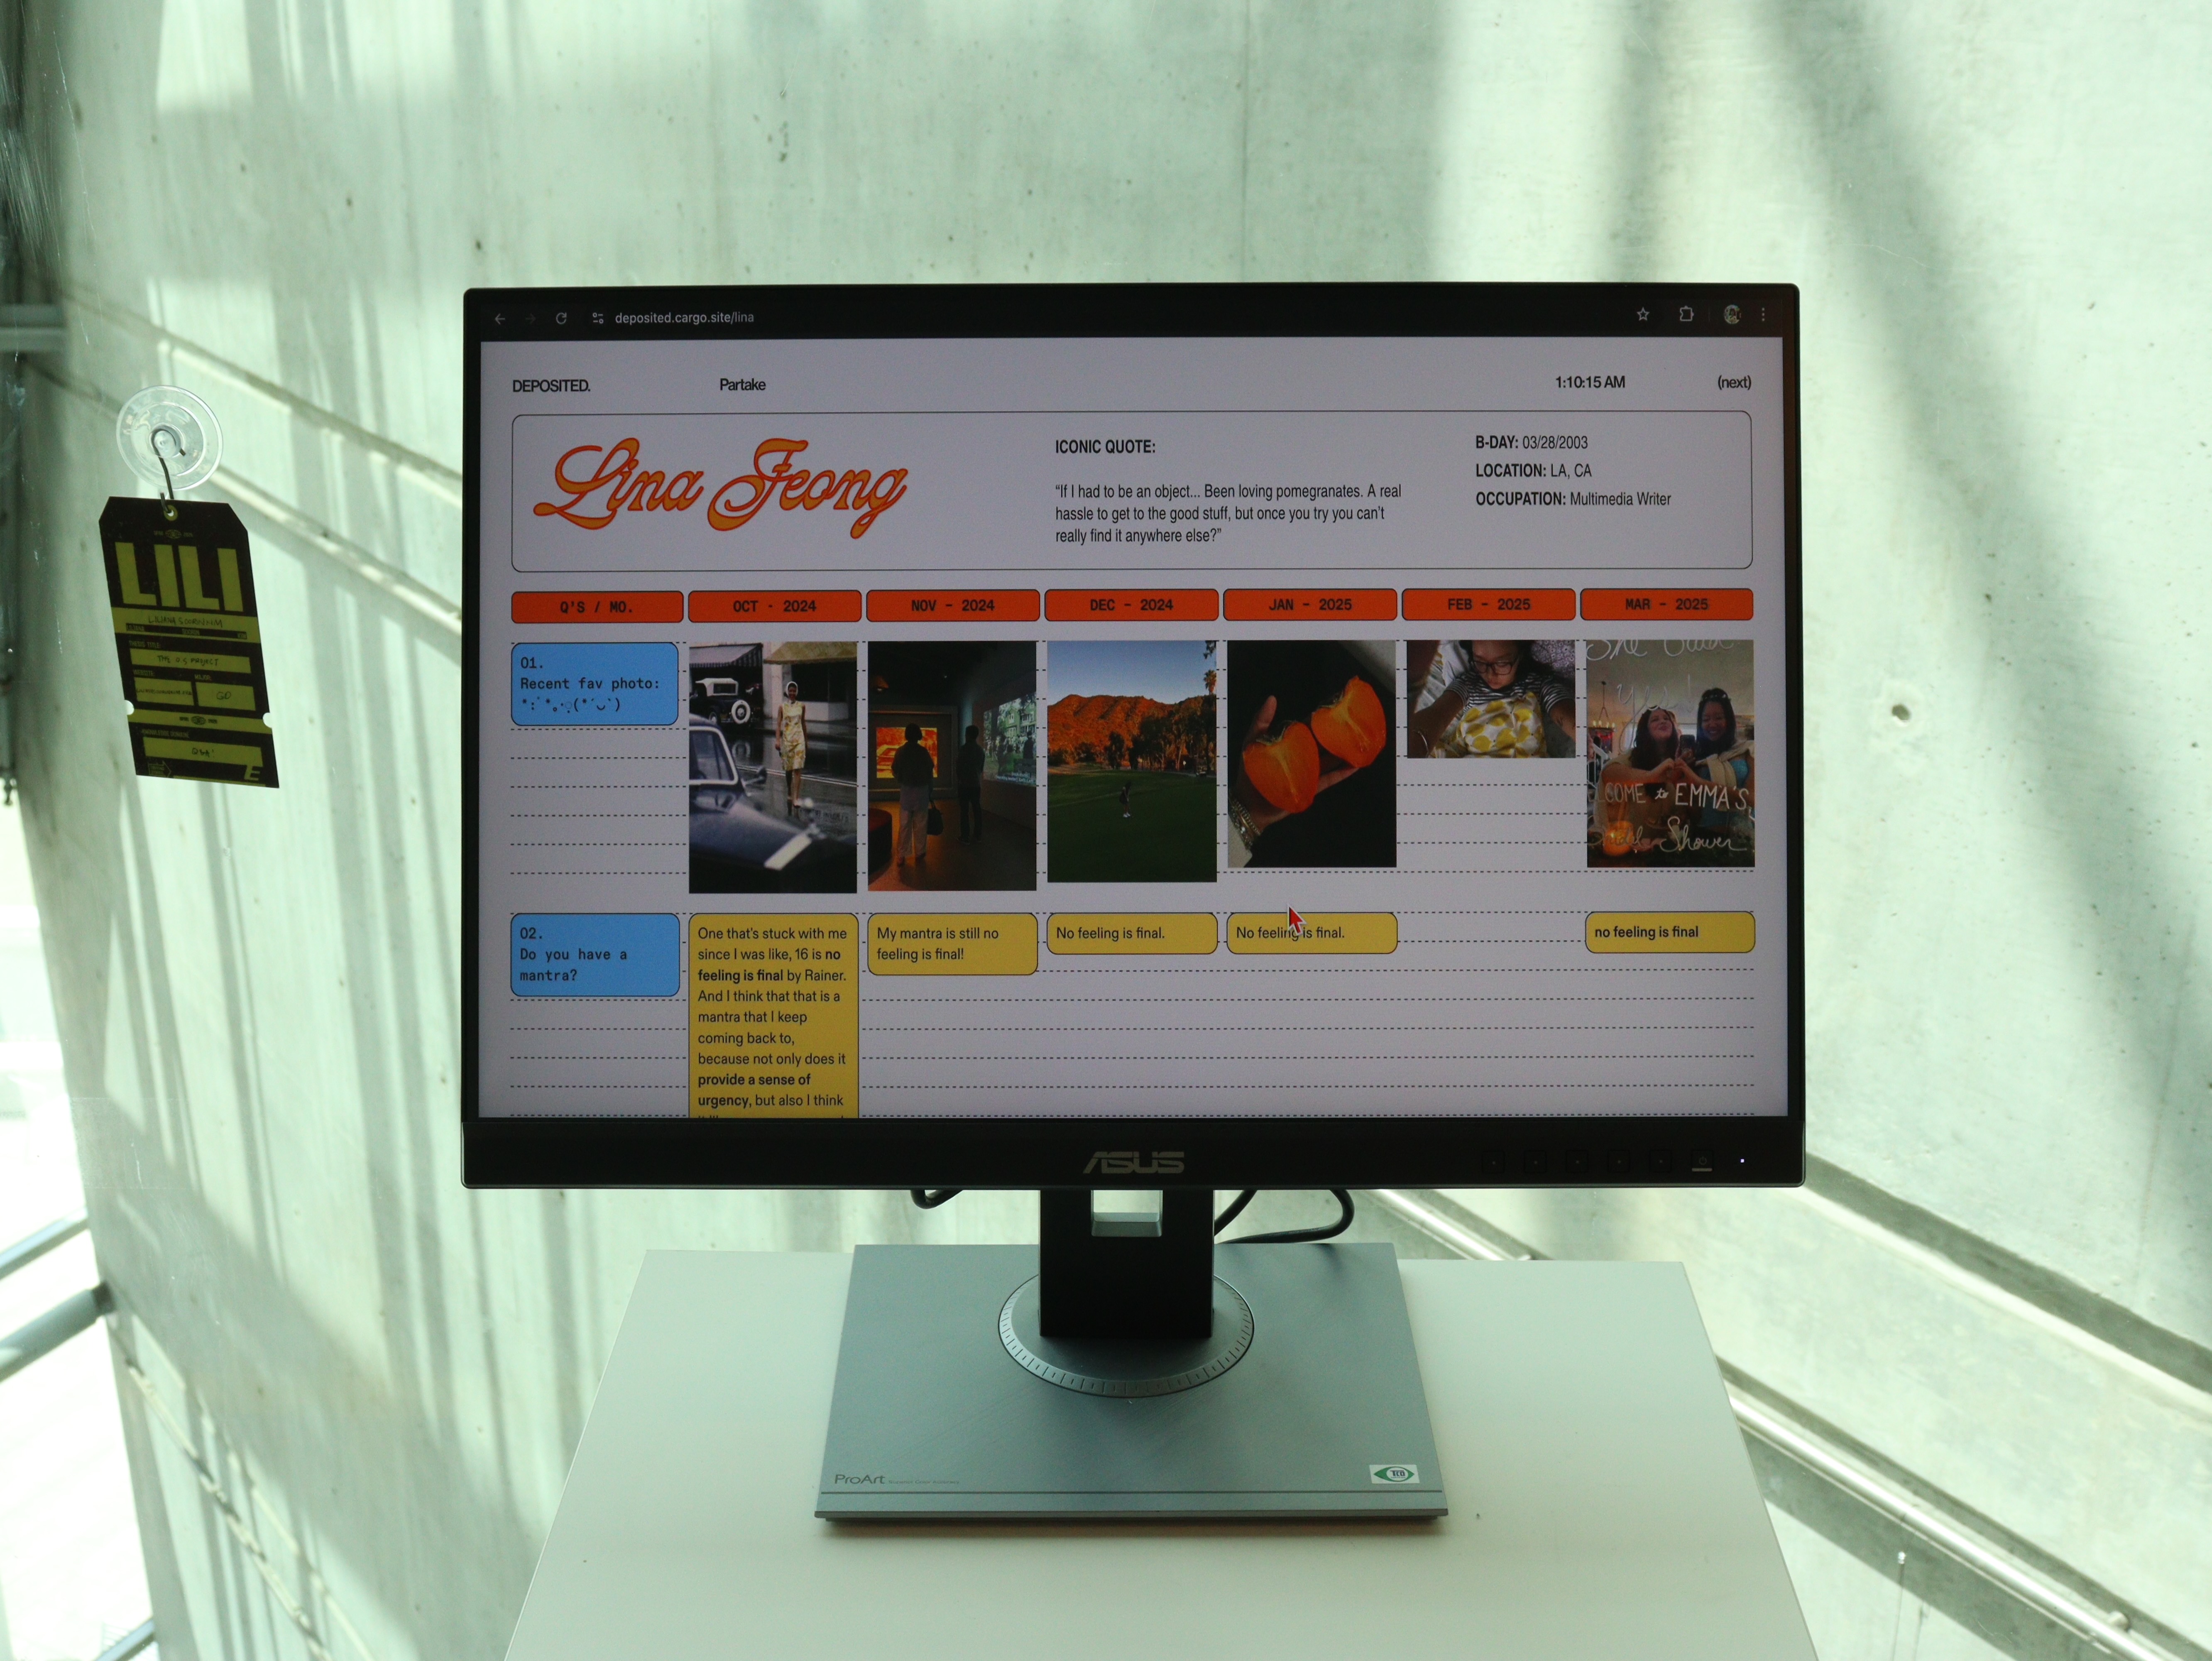 deposited.cargo.site/lina
DEPOSITED.
Partake
1:10:15 AM
(next)
Lina Jeong
ICONIC QUOTE:
“If I had to be an object... Been loving pomegranates. A real
hassle to get to the good stuff, but once you try you can’t
really find it anywhere else?”
B-DAY: 03/28/2003
LOCATION: LA, CA
OCCUPATION: Multimedia Writer
Q'S / MO.
OCT - 2024
NOV - 2024
DEC - 2024
JAN - 2025
FEB - 2025
MAR - 2025
01.
Recent fav photo:
EMMA'S
Shower
02.
Do you have a
mantra?
One that's stuck with me
since I was like, 16 is no
feeling is final by Rainer.
And I think that that is a
mantra that I keep
coming back to,
because not only does it
provide a sense of
urgency, but also I think
My mantra is still no
feeling is final!
No feeling is final.
No feeling is final.
no feeling is final
ASUS
ProArt
TCO
LILI
GD
E